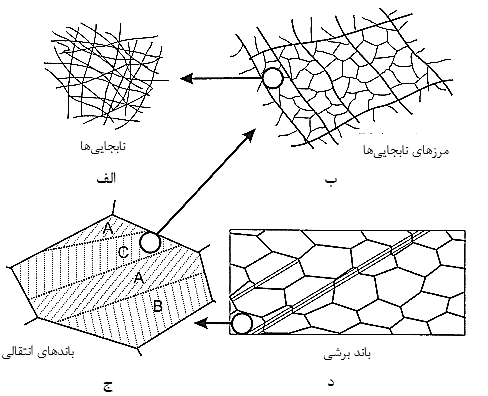 نابجایی‌ها
الف
مرزهای نابجایی‌ها
ب
A
C
A
B
باندهای انتقالی
ج
باند برشی
د